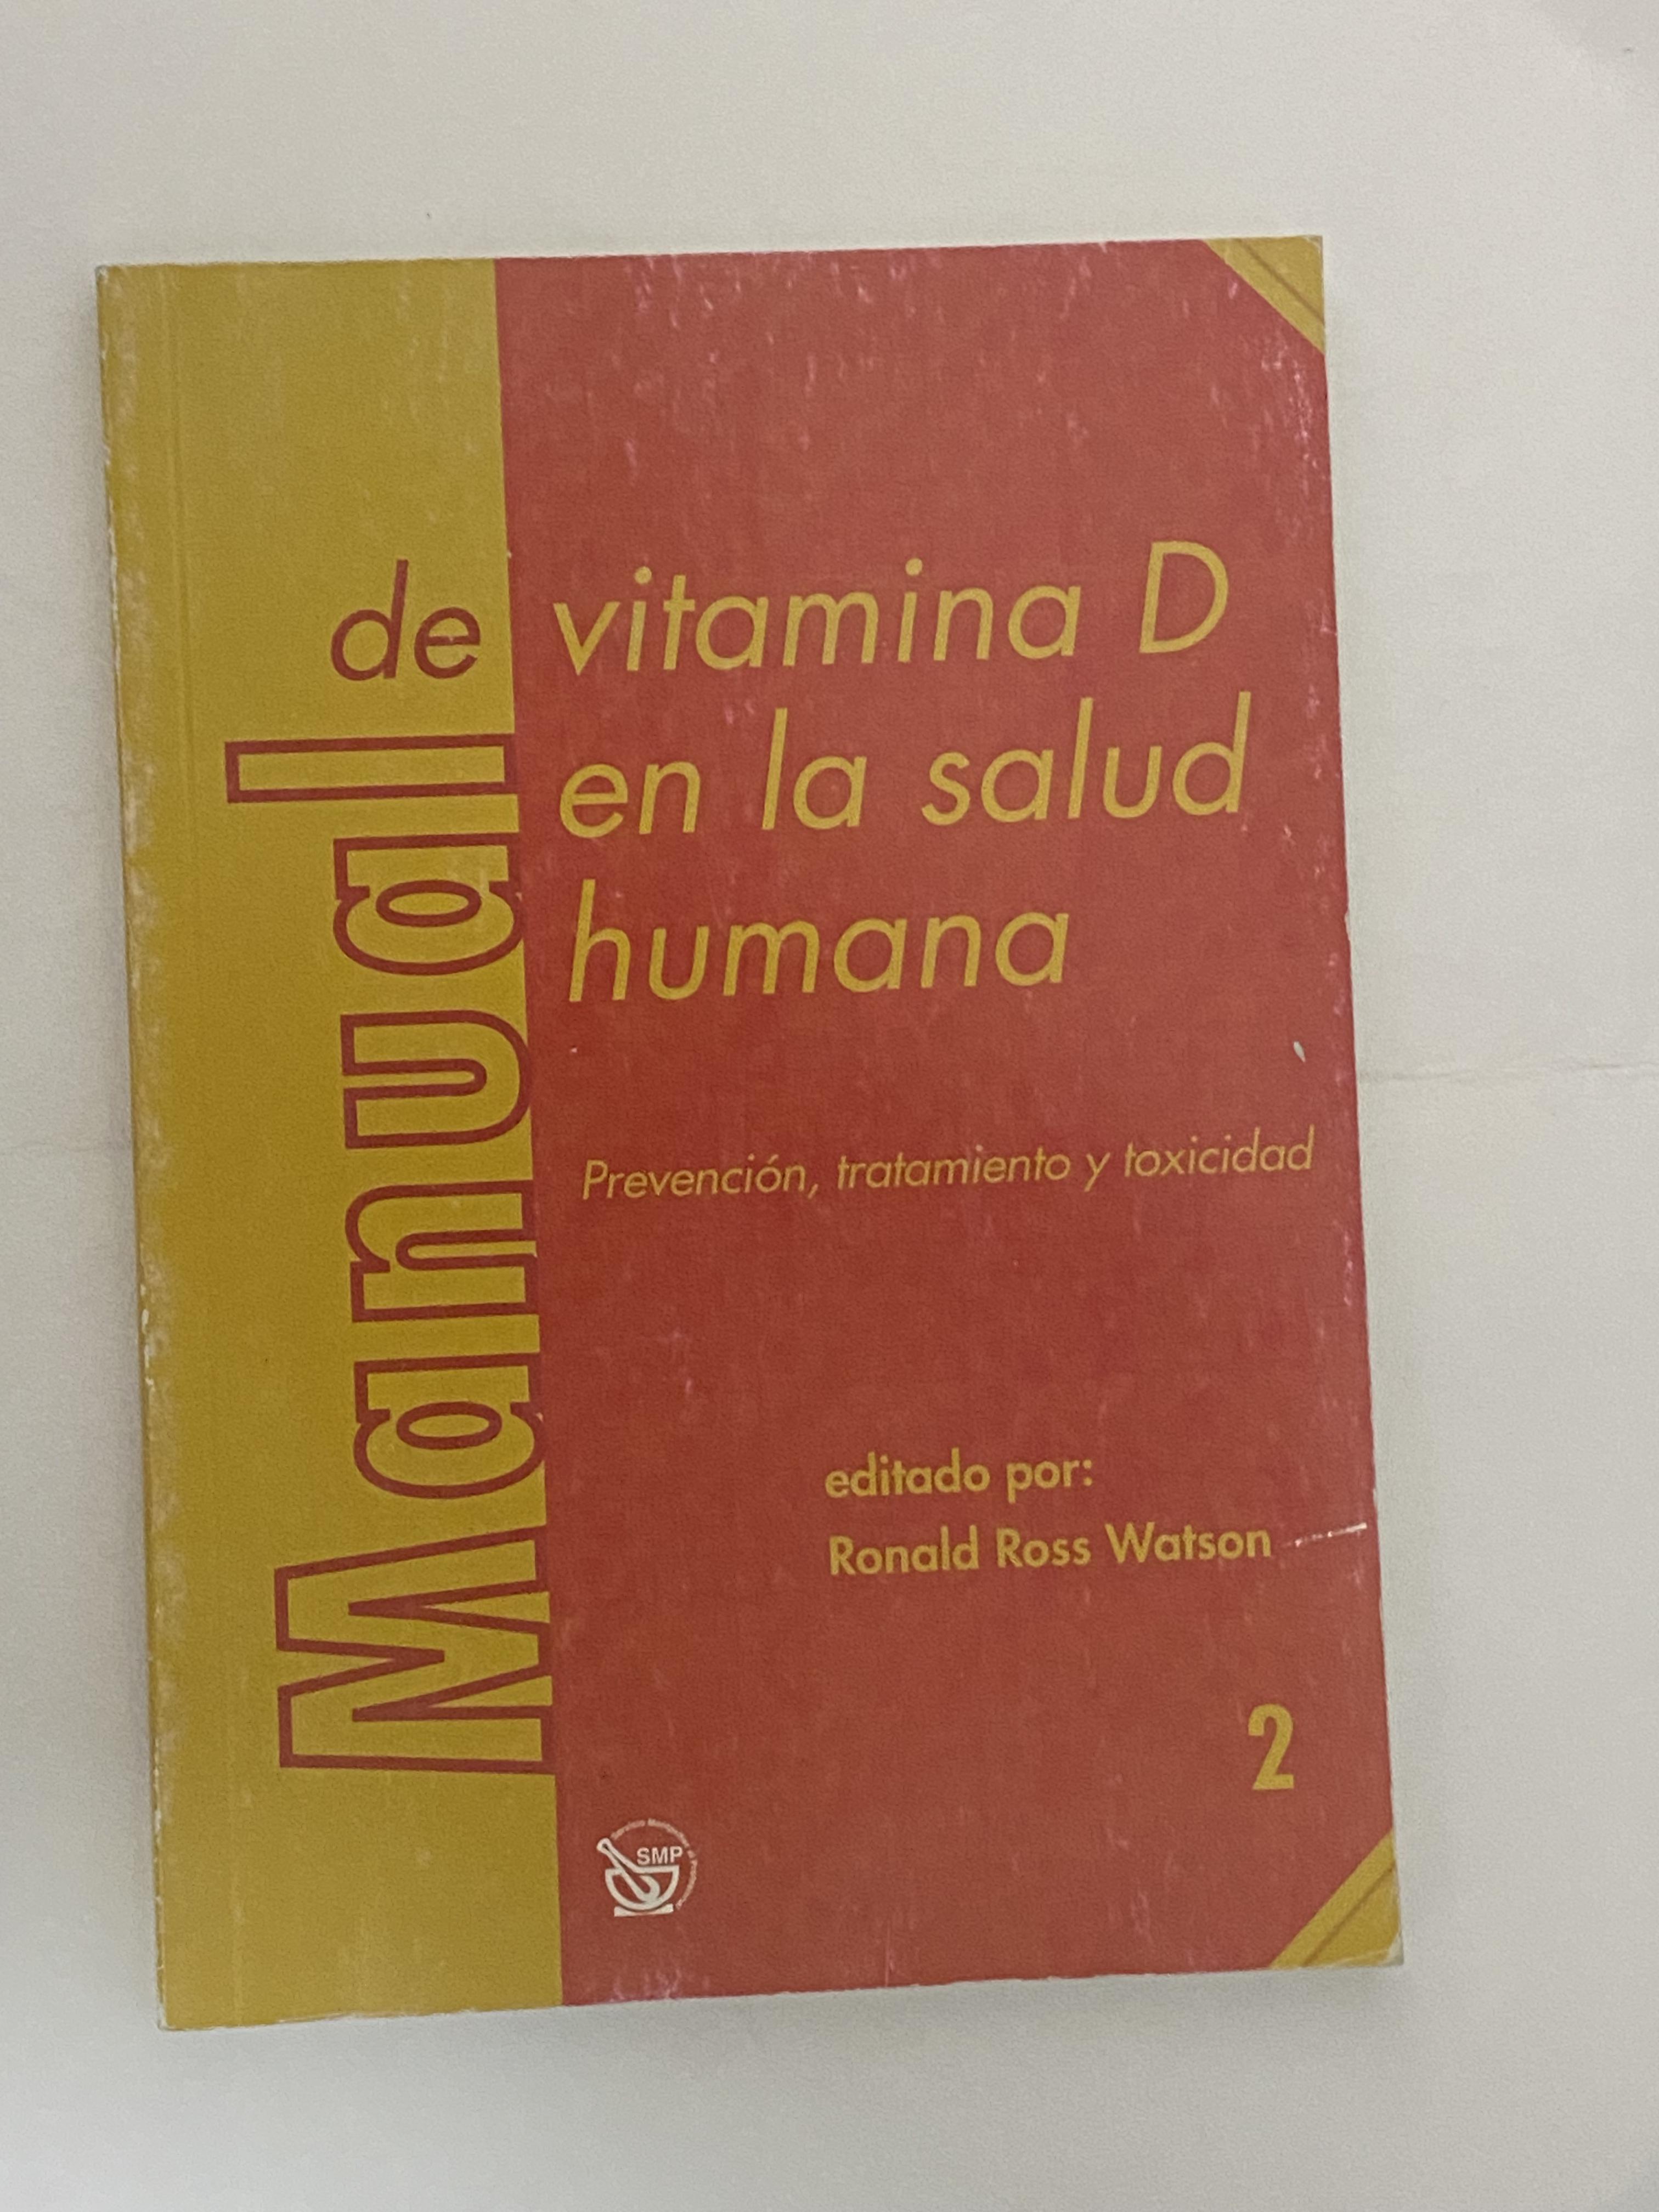 Manual
de vitamina D
en la salud
humana
Prevención, tratamiento y toxicidad
editado por:
Ronald Ross Watson
2
SMP